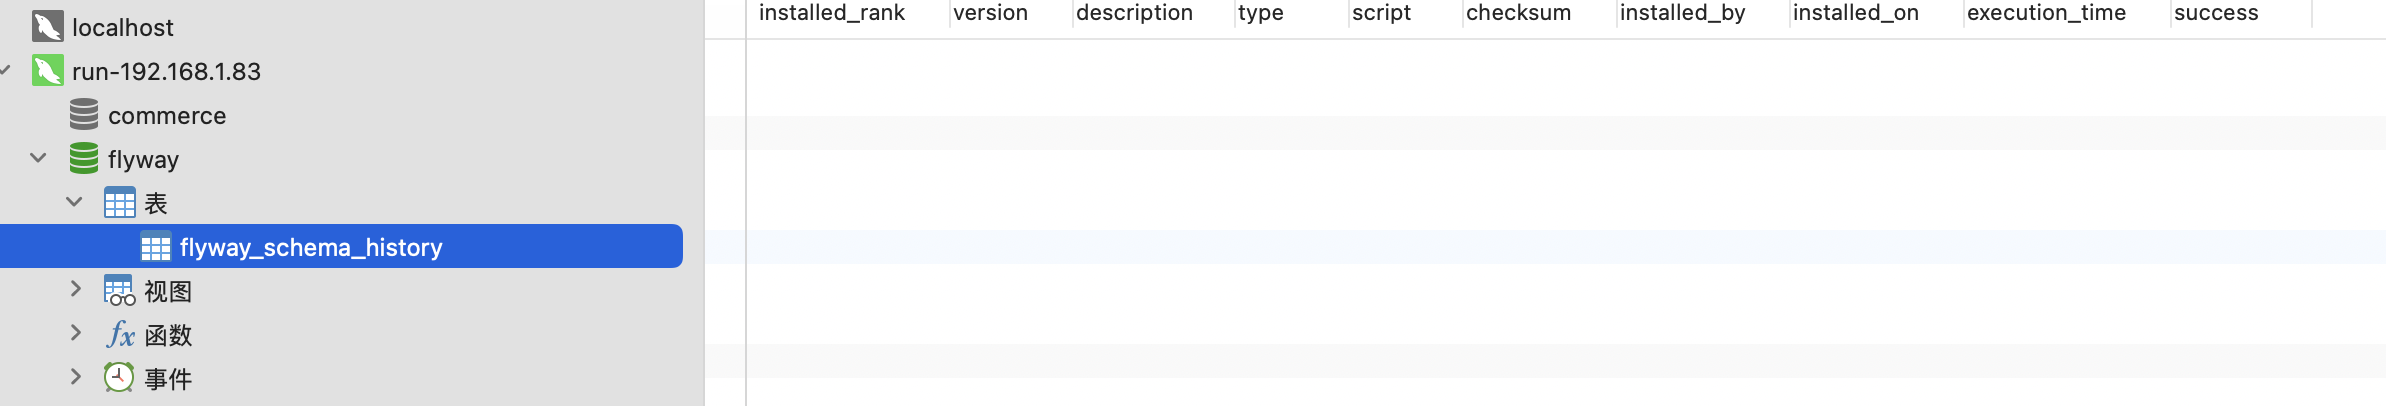 localhost
run-192.168.1.83
commerce
flyway
表
flyway_schema_history
视图
函数
事件
installed_rank version description type script checksum installed_by installed_on execution_time success